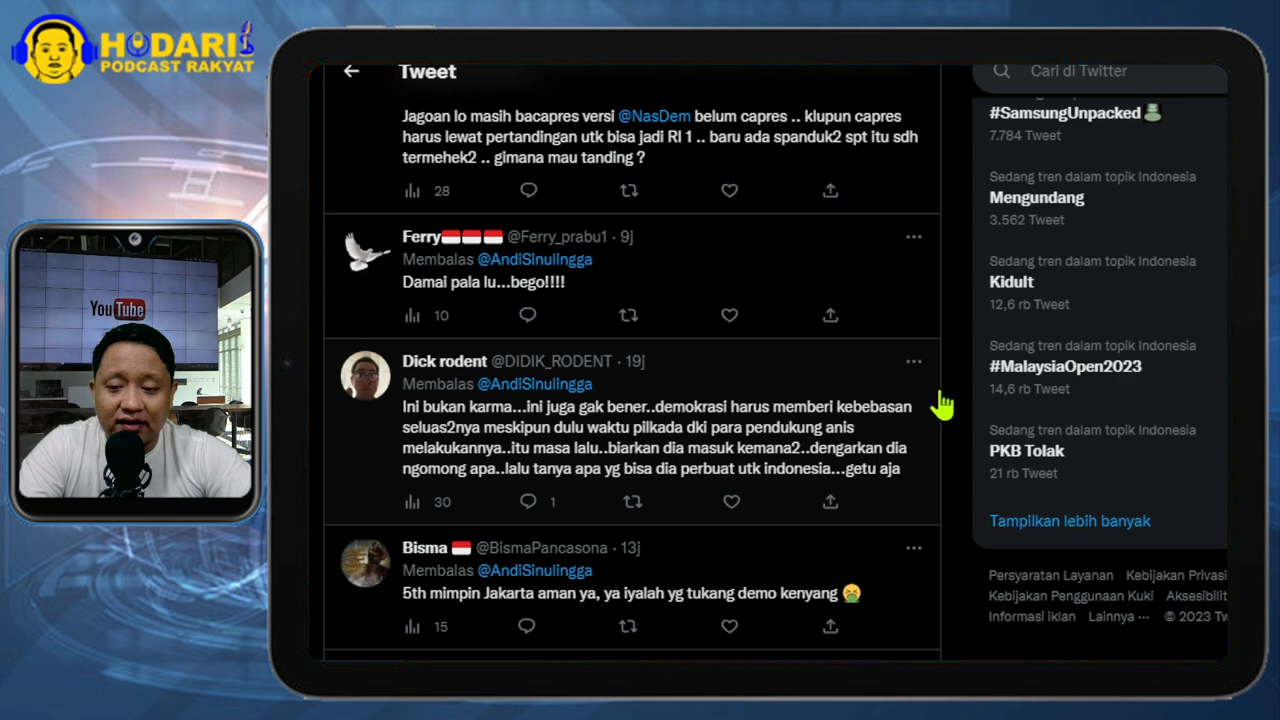 HUDARI
PODCAST RAKYAT
YouTube
Tweet
Jagoan lo masih bacapres versi @NasDem belum capres .. klupun capres
harus lewat pertandingan utk bisa jadi RI 1 .. baru ada spanduk2 spt itu sdh
termehek2 .. gimana mau tanding ?
28
Ferry @Ferry_prabu1 · 9j
Membalas @AndiSinulingga
Damai pala lu...bego!!!!
10
Dick rodent @DIDIK_RODENT · 19j
Membalas @AndiSinulingga
Ini bukan karma...ini juga gak bener..demokrasi harus memberi kebebasan
seluas2nya meskipun dulu waktu pilkada dki para pendukung anis
melakukannya..itu masa lalu..biarkan dia masuk kemana2..dengarkan dia
ngomong apa..lalu tanya apa yg bisa dia perbuat utk indonesia...getu aja
30 1
Bisma @BismaPancasona · 13j
Membalas @AndiSinulingga
5th mimpin Jakarta aman ya, ya iyalah yg tukang demo kenyang 🤮
15
Cari di Twitter
#SamsungUnpacked
7.784 Tweet
Sedang tren dalam topik Indonesia
Mengundang
3.562 Tweet
Sedang tren dalam topik Indonesia
Kidult
12,6 rb Tweet
Sedang tren dalam topik Indonesia
#MalaysiaOpen2023
14,6 rb Tweet
Sedang tren dalam topik Indonesia
PKB Tolak
21 rb Tweet
Tampilkan lebih banyak
Persyaratan Layanan Kebijakan Privasi
Kebijakan Penggunaan Kuki Aksesibilit
Informasi iklan Lainnya ··· © 2023 Tw